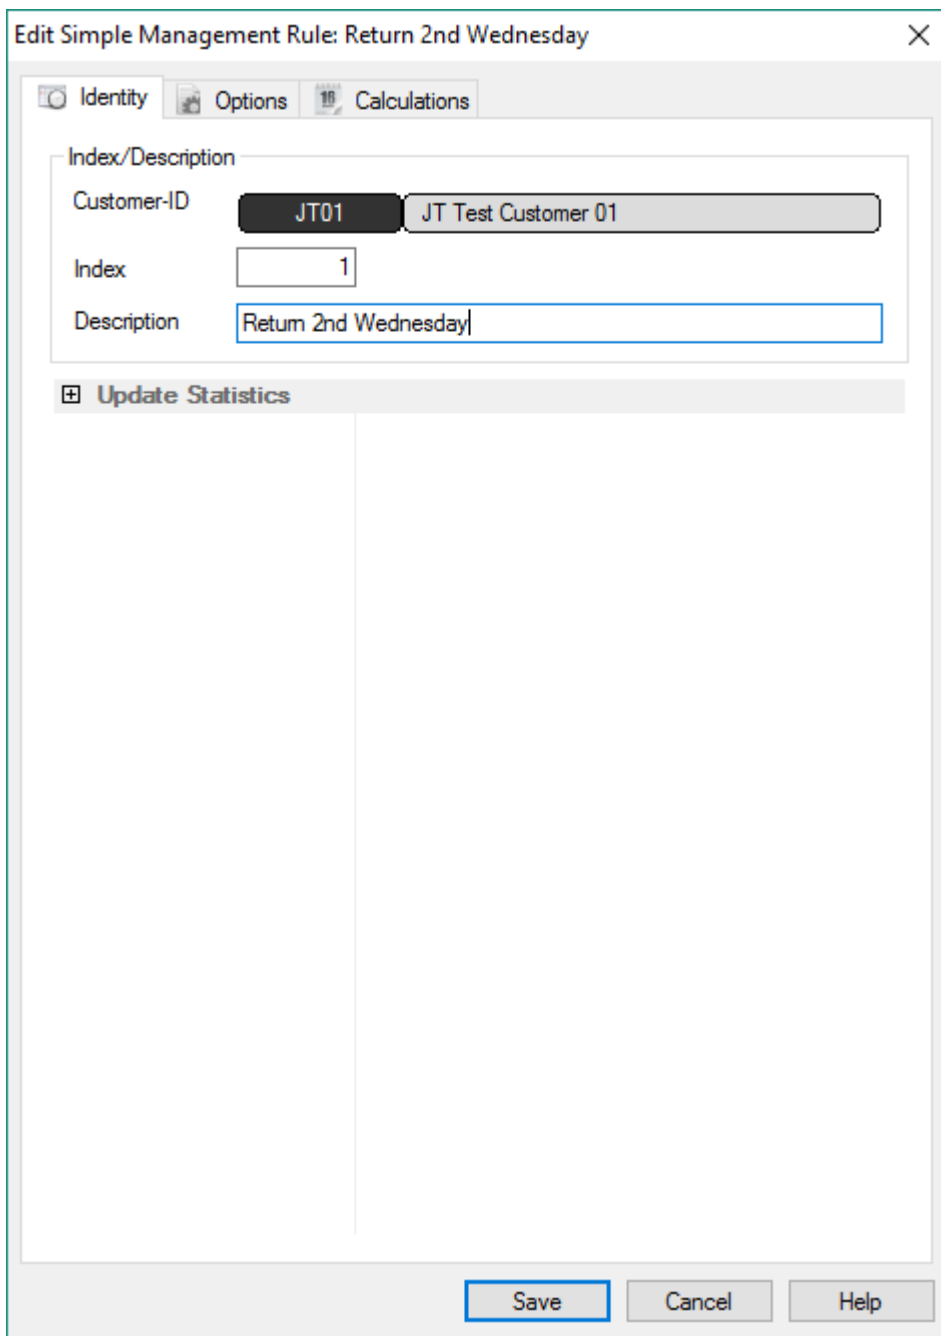 Edit Simple Management Rule: Return 2nd Wednesday
Identity Options 16 Calculations
Index/Description
Customer-ID JT01 JT Test Customer 01
Index 1
Description Return 2nd Wednesday
Update Statistics
Save Cancel Help